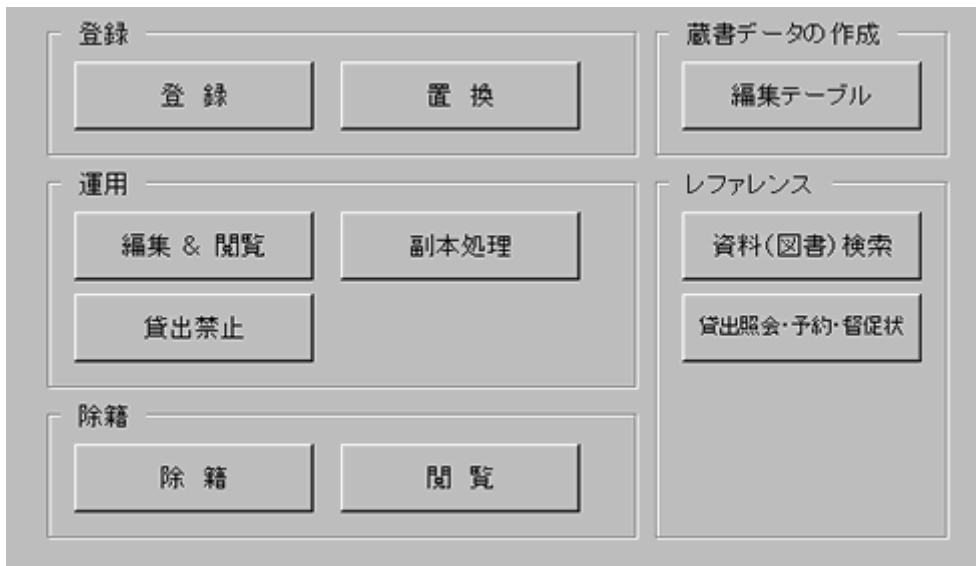 登録
登 録
置 換
蔵書データの作成
編集テーブル
運用
編集 & 閲覧
副本処理
貸出禁止
レファレンス
資料(図書)検索
貸出照会・予約・督促状
除籍
除 籍
閲 覧